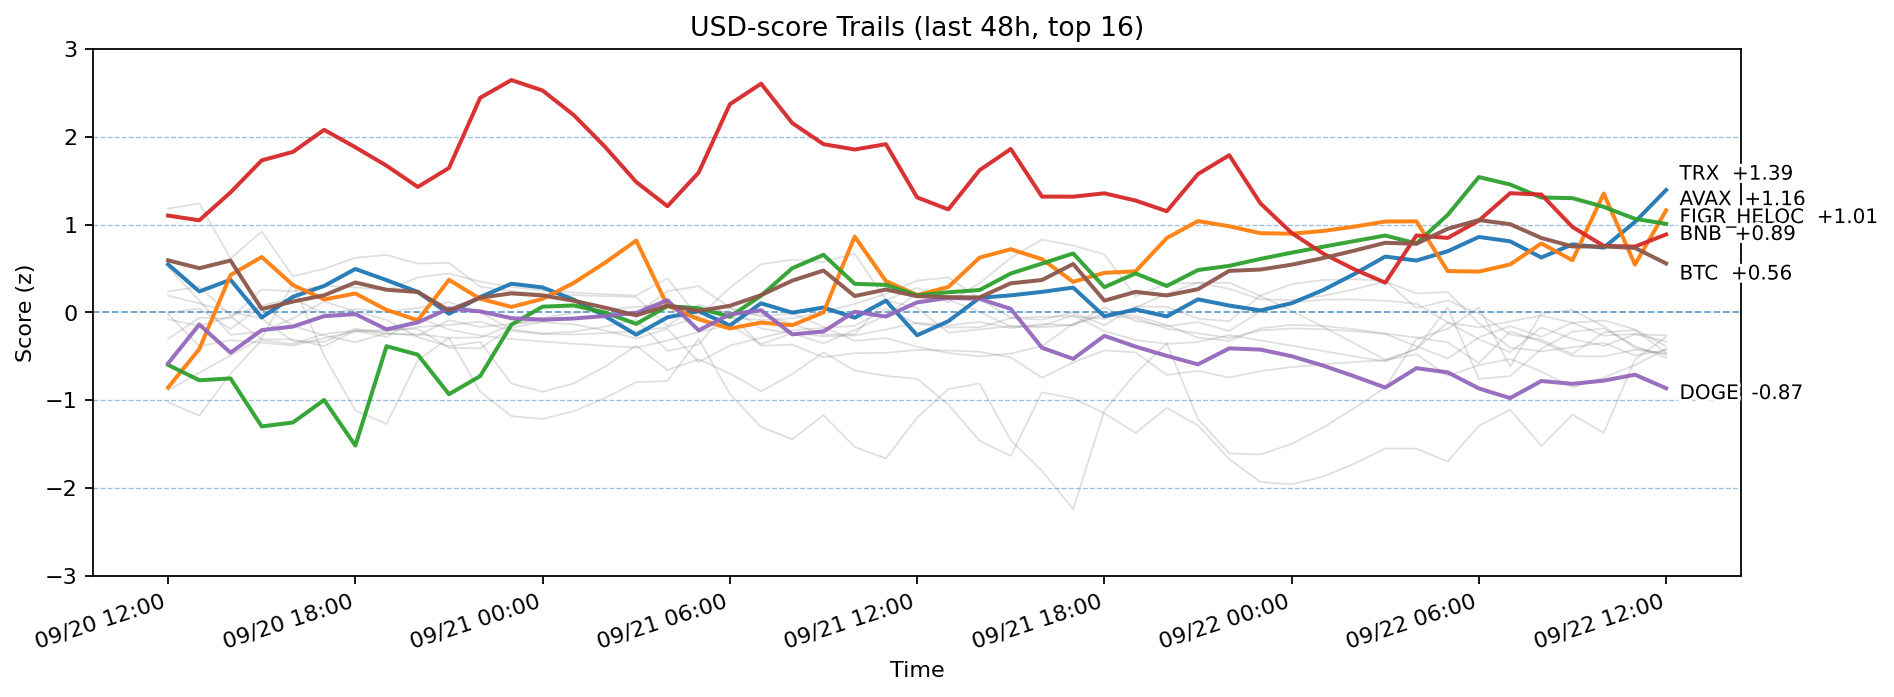 USD-score Trails (last 48h, top 16)
Score (z)
3
2
1
0
−1
−2
−3
TRX +1.39
AVAX +1.16
FIGR_HELOC +1.01
BNB +0.89
BTC +0.56
DOGE -0.87
09/20 12:00
09/20 18:00
09/21 00:00
09/21 06:00
09/21 12:00
09/21 18:00
09/22 00:00
09/22 06:00
09/22 12:00
Time